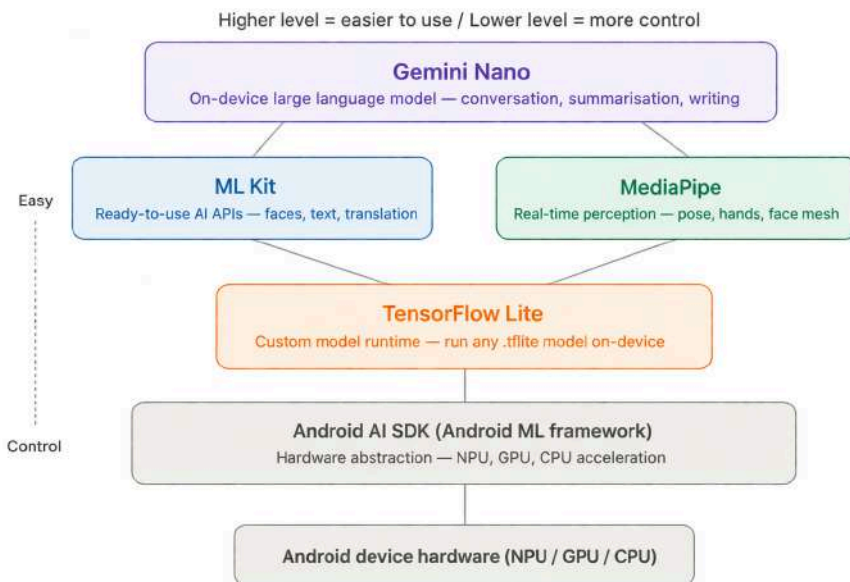 Higher level = easier to use / Lower level = more control
Gemini Nano
On-device large language model — conversation, summarisation, writing
ML Kit
Ready-to-use AI APIs — faces, text, translation
MediaPipe
Real-time perception — pose, hands, face mesh
Easy
TensorFlow Lite
Custom model runtime — run any .tflite model on-device
Android AI SDK (Android ML framework)
Hardware abstraction — NPU, GPU, CPU acceleration
Control
Android device hardware (NPU / GPU / CPU)